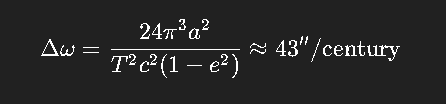 Δω = 24π³a² / T²c²(1 − e²) ≈ 43″/century